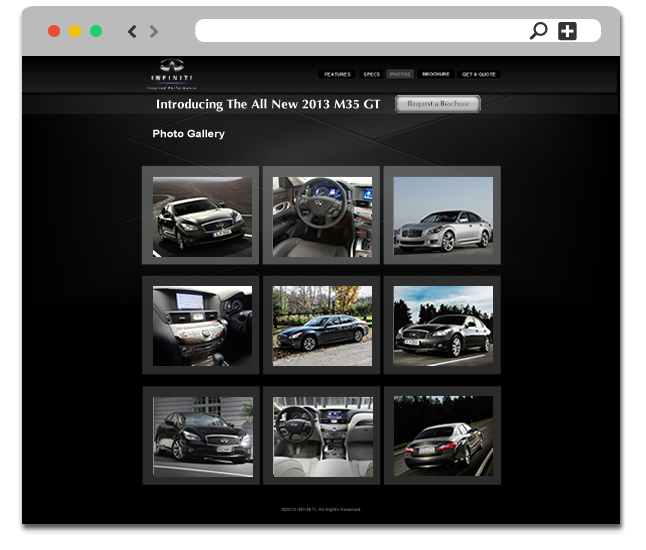 INFINITI
Inspired Performance
FEATURES SPECS PHOTOS BROCHURE GET A QUOTE
Introducing The All New 2013 M35 GT Request a Brochure
Photo Gallery
©2012 INFINITI, All Rights Reserved.